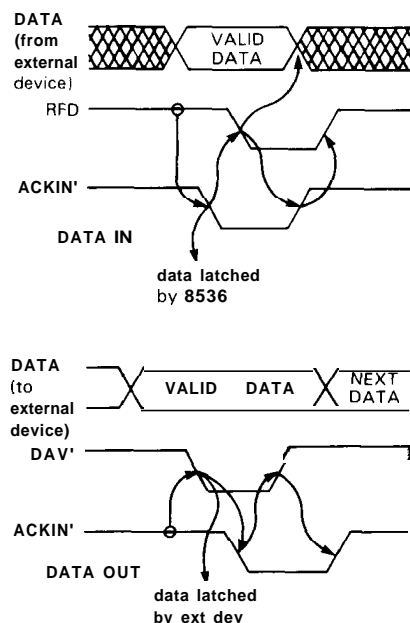 DATA
(from
external
device)
VALID
DATA
RFD
ACKIN'
DATA IN
data latched
by 8536
DATA
(to
external
device)
VALID DATA
NEXT
DATA
DAV'
ACKIN'
DATA OUT
data latched
by ext dev